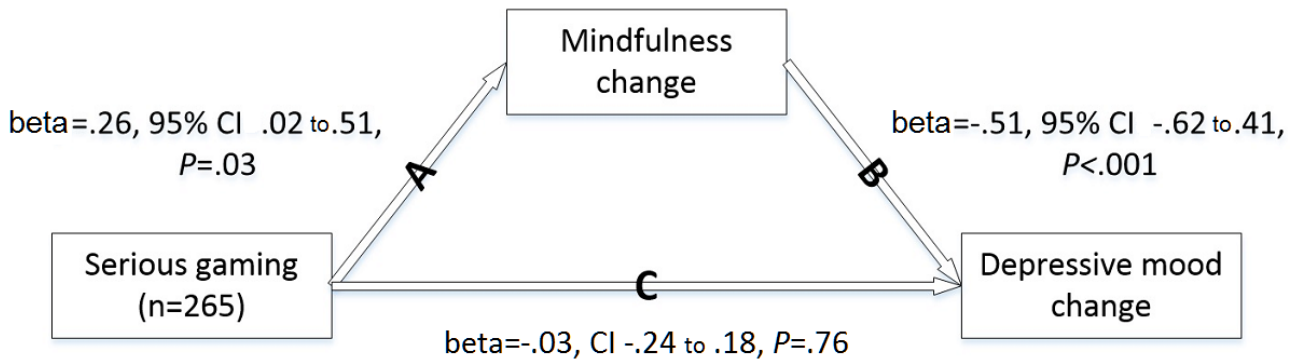 Mindfulness
change
beta=.26, 95% CI .02 to.51,
P=.03
beta=-.51, 95% CI -.62 to.41,
P<.001
A
B
Serious gaming
(n=265)
C
Depressive mood
change
beta=-.03, CI -.24 to .18, P=.76